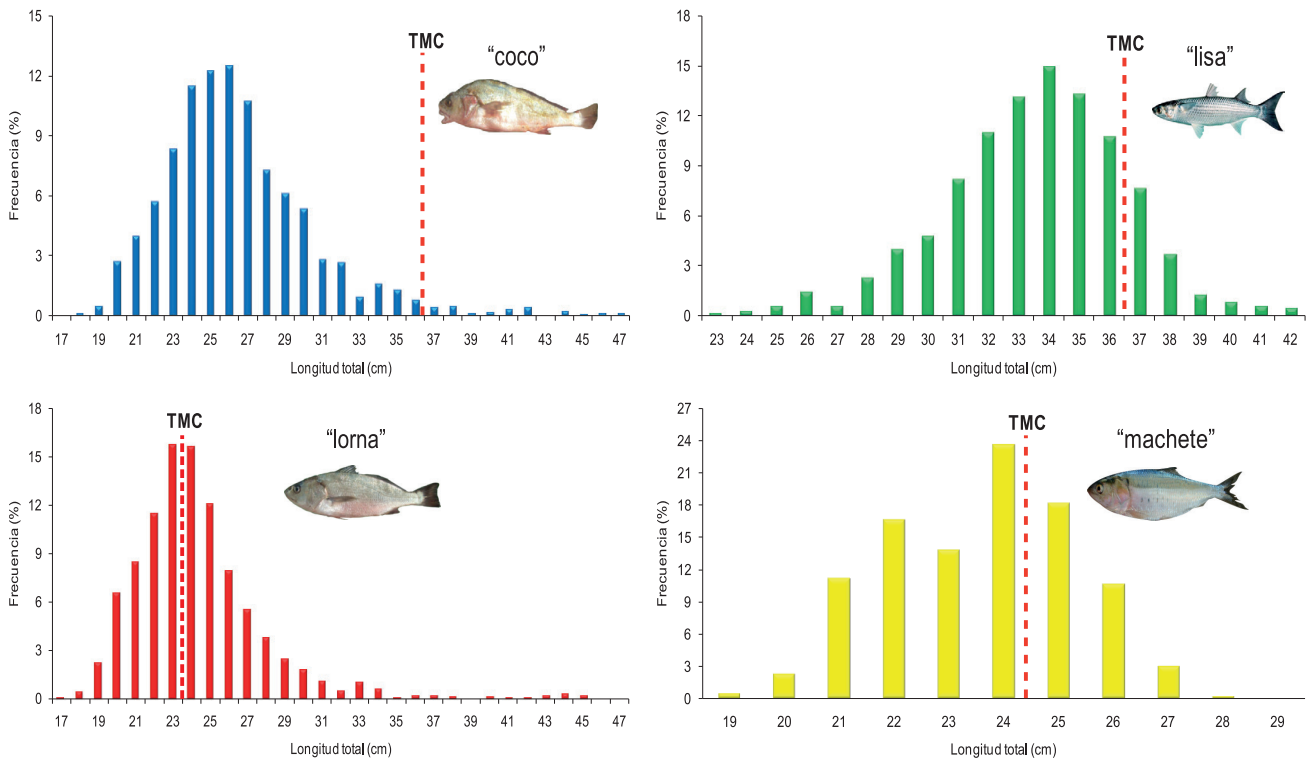 15
12
9
6
3
0
Frecuencia (%)
TMC
“coco”
17 19 21 23 25 27 29 31 33 35 37 39 41 43 45 47
Longitud total (cm)
18
15
12
9
6
3
0
Frecuencia (%)
TMC
“lisa”
23 24 25 26 27 28 29 30 31 32 33 34 35 36 37 38 39 40 41 42
Longitud total (cm)
18
15
12
9
6
3
0
Frecuencia (%)
TMC
“lorna”
17 19 21 23 25 27 29 31 33 35 37 39 41 43 45 47
Longitud total (cm)
27
24
21
18
15
12
9
6
3
0
Frecuencia (%)
TMC
“machete”
19 20 21 22 23 24 25 26 27 28 29
Longitud total (cm)